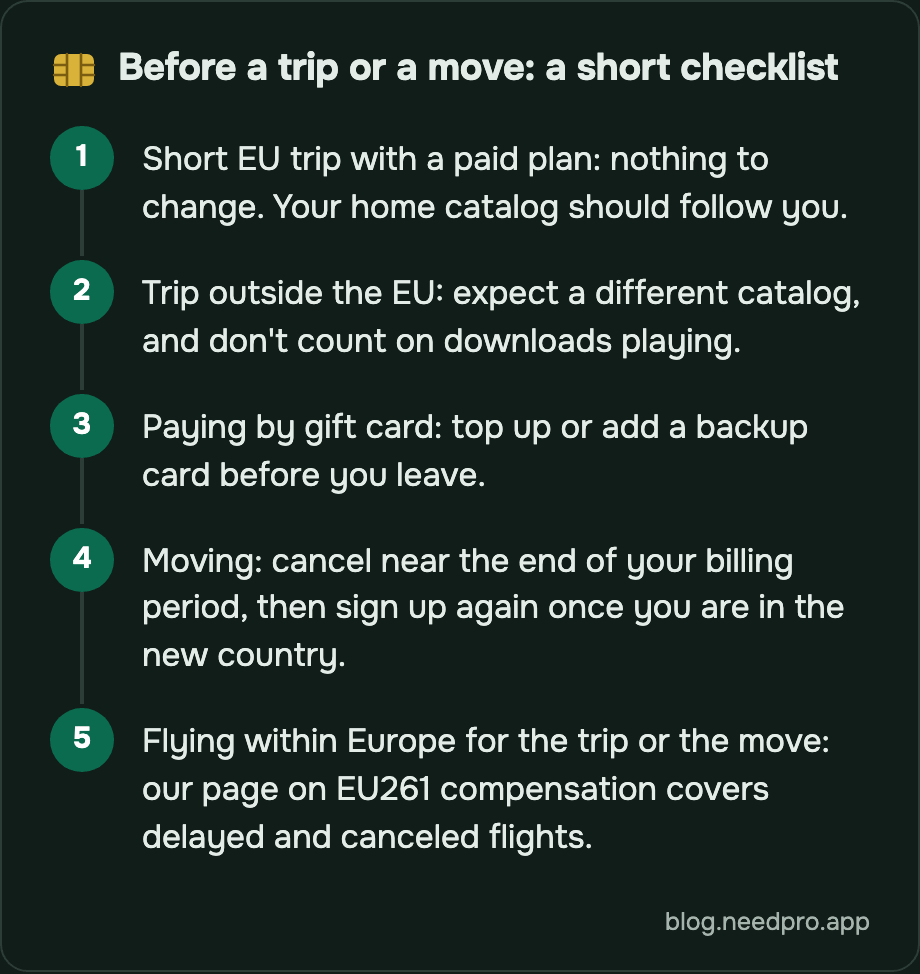 Before a trip or a move: a short checklist
1
Short EU trip with a paid plan: nothing to
change. Your home catalog should follow you.
2
Trip outside the EU: expect a different catalog,
and don't count on downloads playing.
3
Paying by gift card: top up or add a backup
card before you leave.
4
Moving: cancel near the end of your billing
period, then sign up again once you are in the
new country.
5
Flying within Europe for the trip or the move:
our page on EU261 compensation covers
delayed and canceled flights.
blog.needpro.app